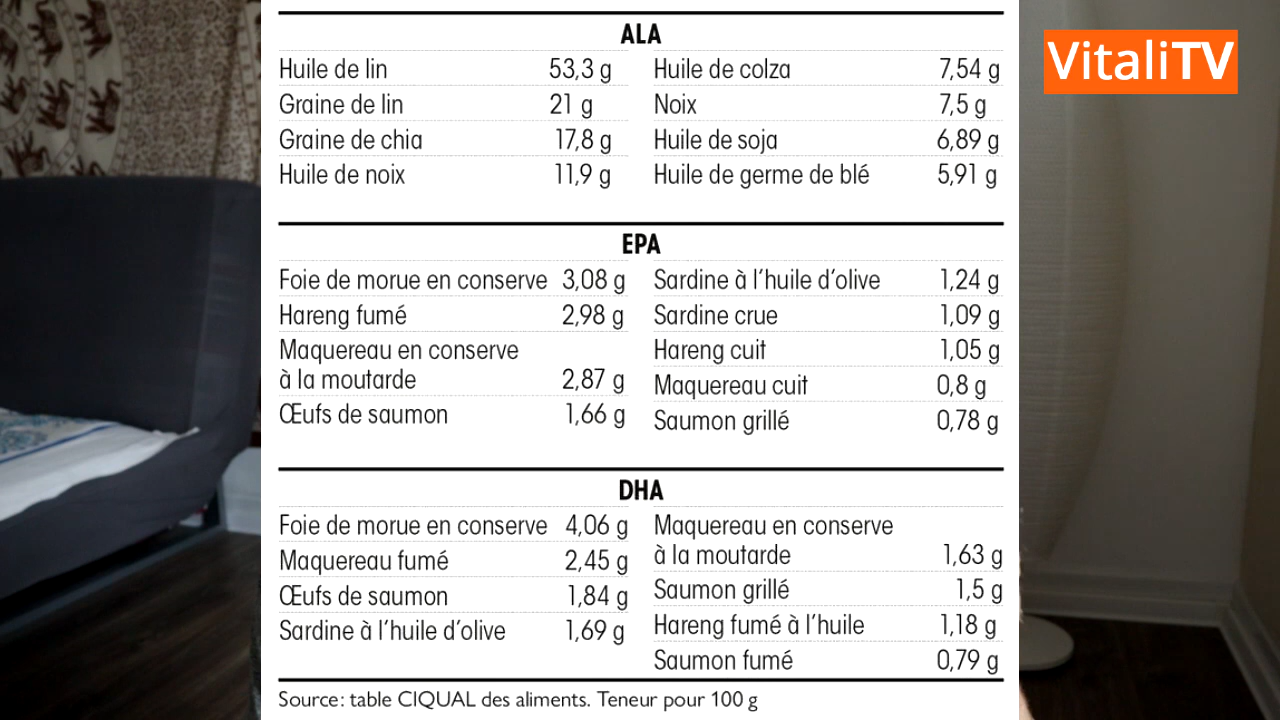 VitaliTV
ALA
Huile de lin 53,3 g
Graine de lin 21 g
Graine de chia 17,8 g
Huile de noix 11,9 g
Huile de colza 7,54 g
Noix 7,5 g
Huile de soja 6,89 g
Huile de germe de blé 5,91 g
EPA
Foie de morue en conserve 3,08 g
Hareng fumé 2,98 g
Maquereau en conserve
à la moutarde 2,87 g
Œufs de saumon 1,66 g
Sardine à l’huile d’olive 1,24 g
Sardine crue 1,09 g
Hareng cuit 1,05 g
Maquereau cuit 0,8 g
Saumon grillé 0,78 g
DHA
Foie de morue en conserve 4,06 g
Maquereau fumé 2,45 g
Œufs de saumon 1,84 g
Sardine à l’huile d’olive 1,69 g
Maquereau en conserve
à la moutarde 1,63 g
Saumon grillé 1,5 g
Hareng fumé à l’huile 1,18 g
Saumon fumé 0,79 g
Source : table CIQUAL des aliments. Teneur pour 100 g